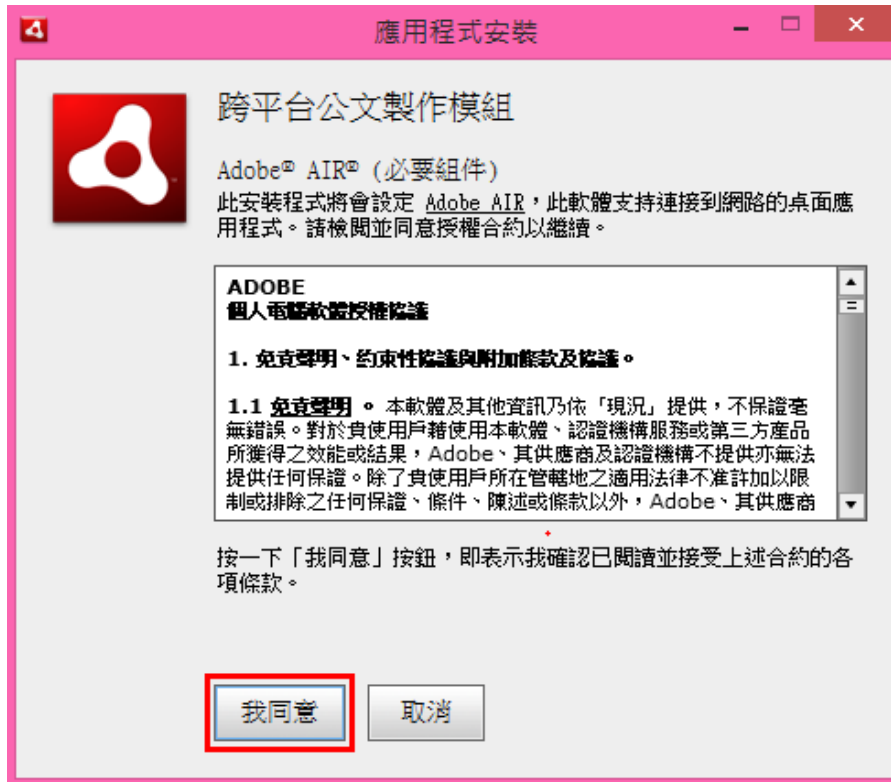 應用程式安裝
跨平台公文製作模組
Adobe® AIR® (必要組件)
此安裝程式將會設定 Adobe AIR，此軟體支持連接到網路的桌面應
用程式。請檢閱並同意授權合約以繼續。
ADOBE
個人電腦軟體授權協議
1. 免責聲明、約束性協議與附加條款及協議。
1.1 免責聲明 。本軟體及其他資訊乃依「現況」提供，不保證毫
無錯誤。對於貴使用戶藉使用本軟體、認證機構服務或第三方產品
所獲得之效能或結果，Adobe、其供應商及認證機構不提供亦無法
提供任何保證。除了貴使用戶所在管轄地之適用法律不准許加以限
制或排除之任何保證、條件、陳述或條款以外，Adobe、其供應商
按一下「我同意」按鈕，即表示我確認已閱讀並接受上述合約的各
項條款。
我同意
取消